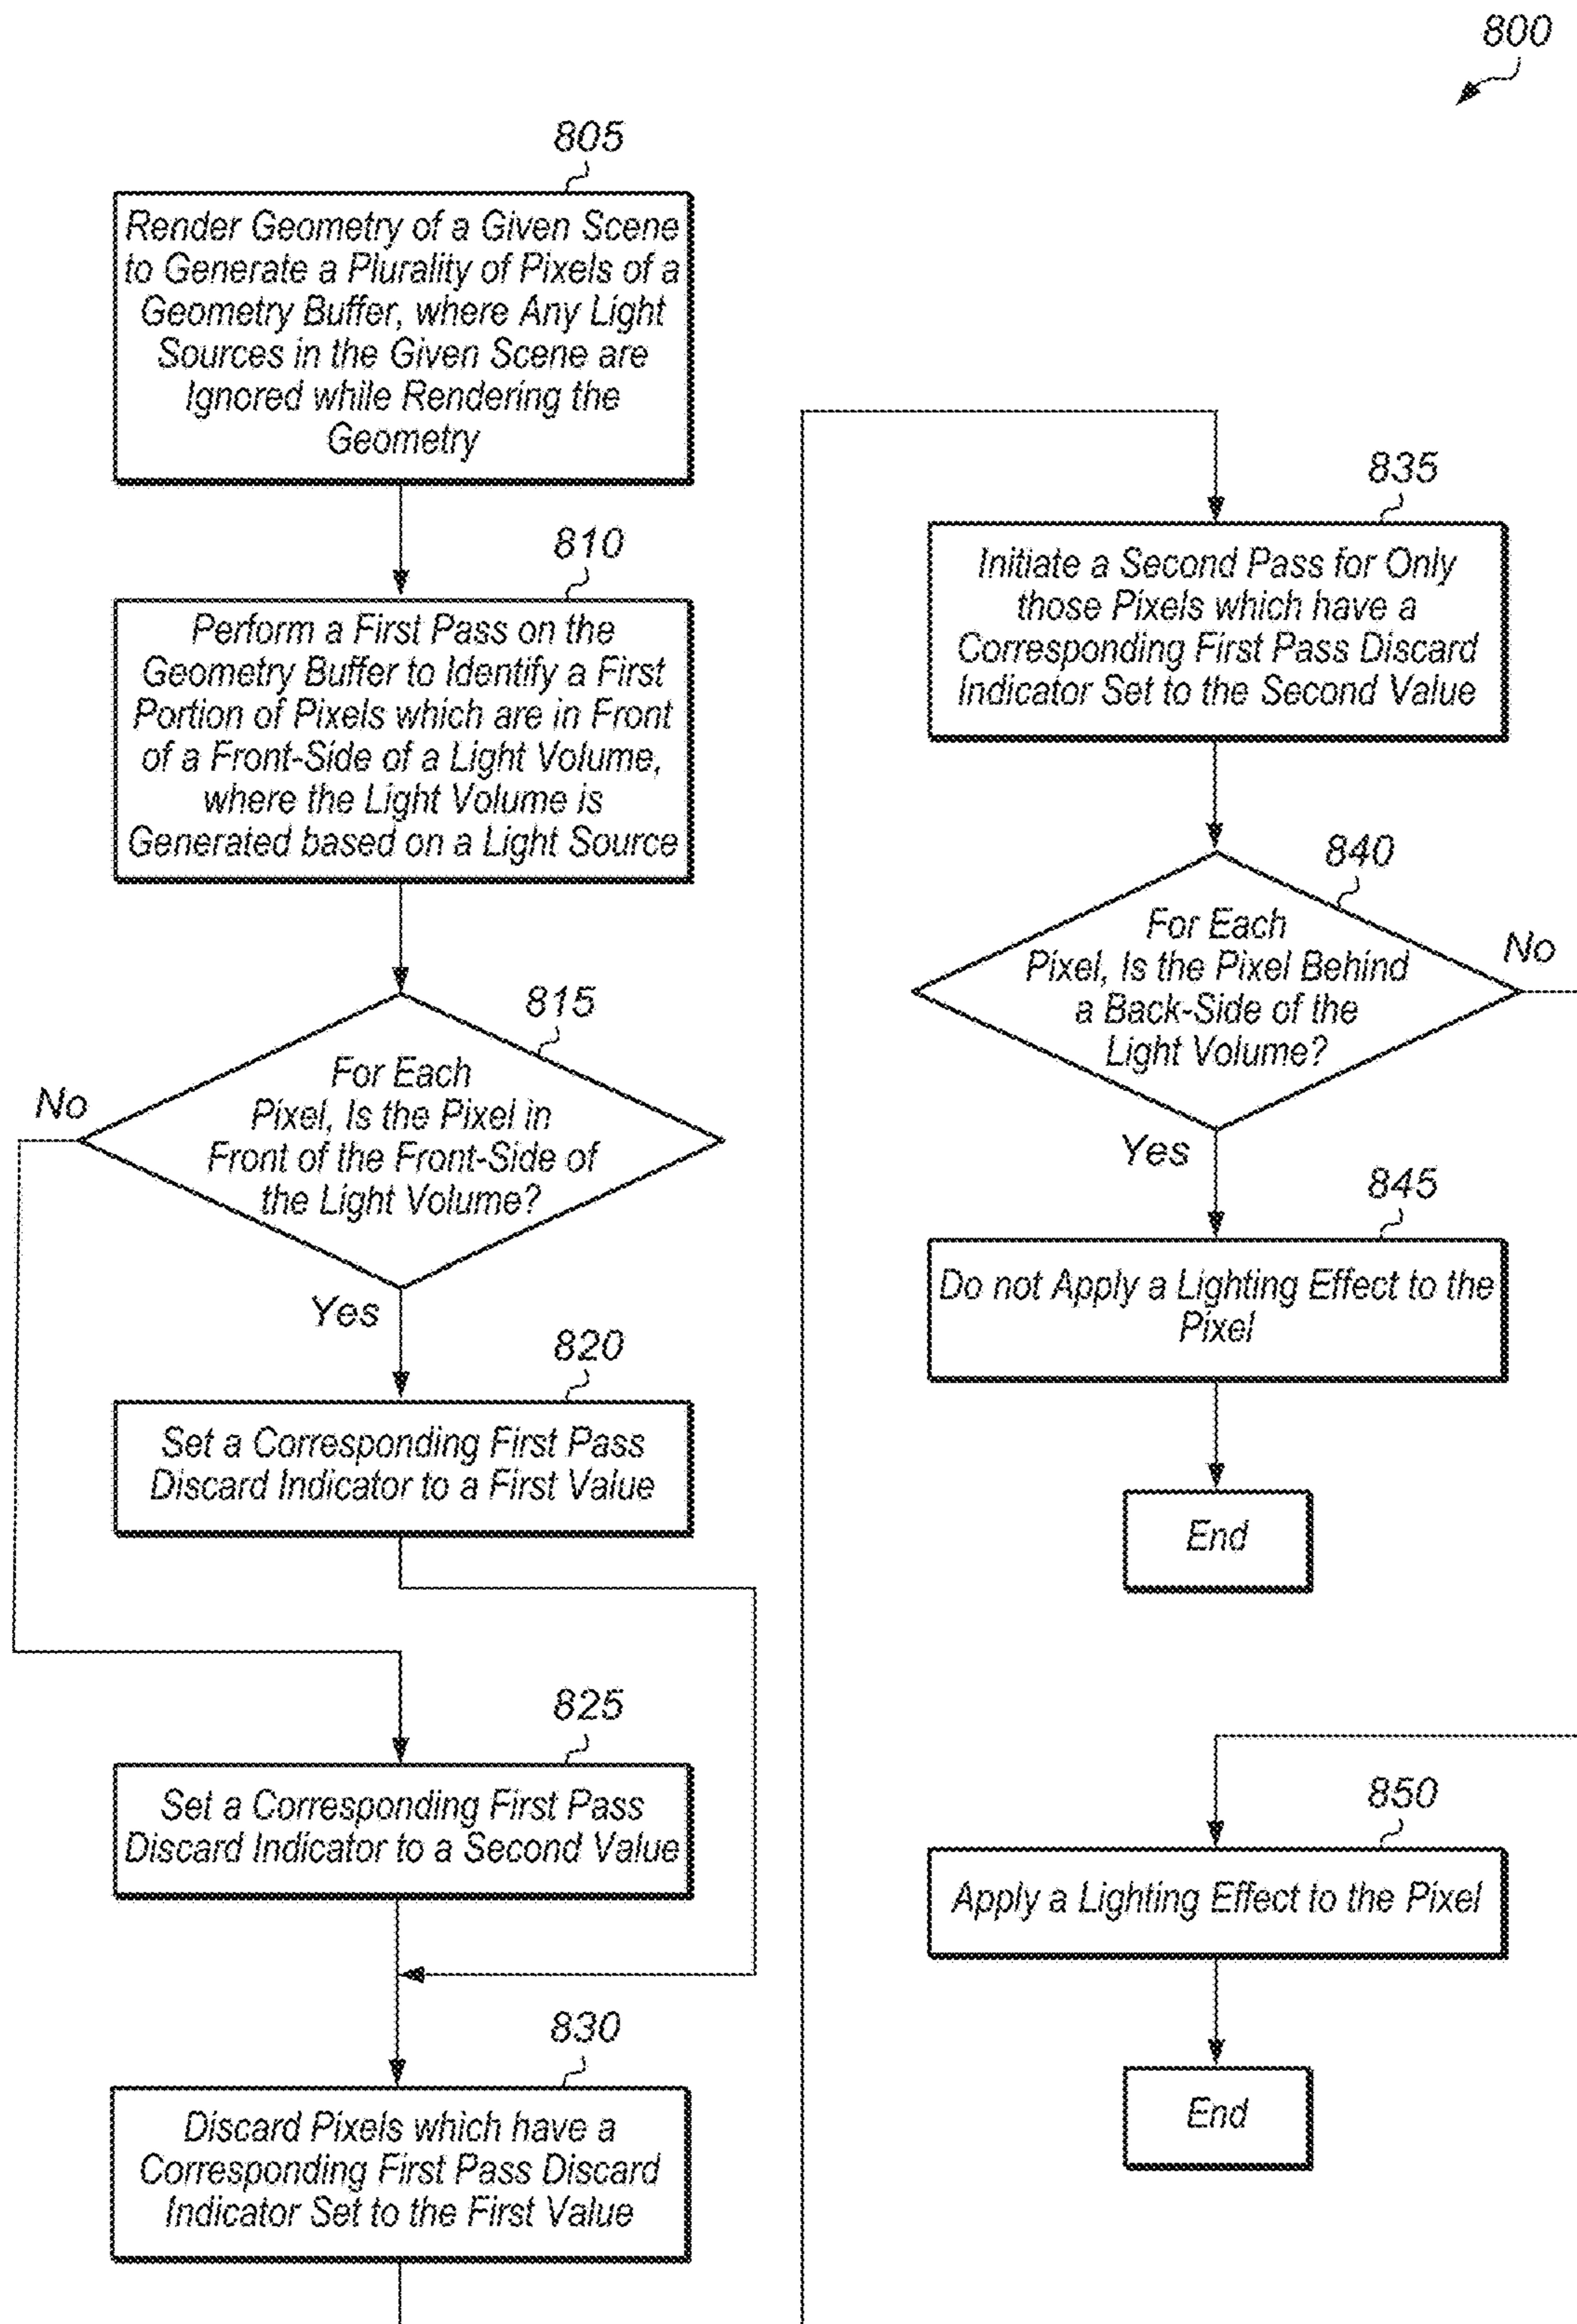 800
805
Render Geometry of a Given Scene
to Generate a Plurality of Pixels of a
Geometry Buffer, where Any Light
Sources in the Given Scene are
Ignored while Rendering the
Geometry
810
Perform a First Pass on the
Geometry Buffer to Identify a First
Portion of Pixels which are in Front
of a Front-Side of a Light Volume,
where the Light Volume is
Generated based on a Light Source
815
For Each
Pixel, Is the Pixel in
Front of the Front-Side of
the Light Volume?
No
Yes
820
Set a Corresponding First Pass
Discard Indicator to a First Value
825
Set a Corresponding First Pass
Discard Indicator to a Second Value
830
Discard Pixels which have a
Corresponding First Pass Discard
Indicator Set to the First Value
835
Initiate a Second Pass for Only
those Pixels which have a
Corresponding First Pass Discard
Indicator Set to the Second Value
840
For Each
Pixel, Is the Pixel Behind
a Back-Side of the
Light Volume?
No
Yes
845
Do not Apply a Lighting Effect to the
Pixel
End
850
Apply a Lighting Effect to the Pixel
End